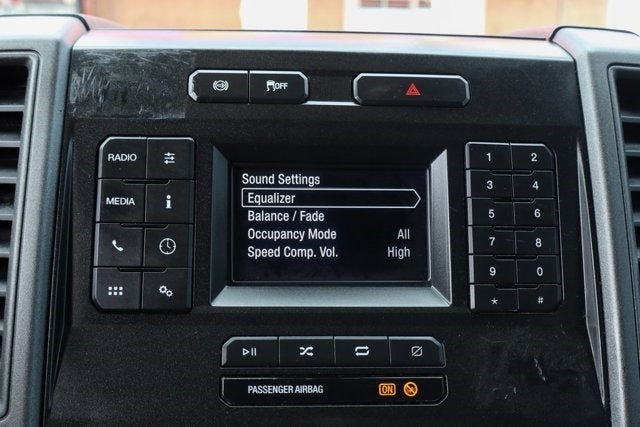 OFF
RADIO
MEDIA
i
Sound Settings
Equalizer
Balance / Fade
Occupancy Mode All
Speed Comp. Vol. High
1 2
3 4
5 6
7 8
9 0
* #
PASSENGER AIRBAG ON